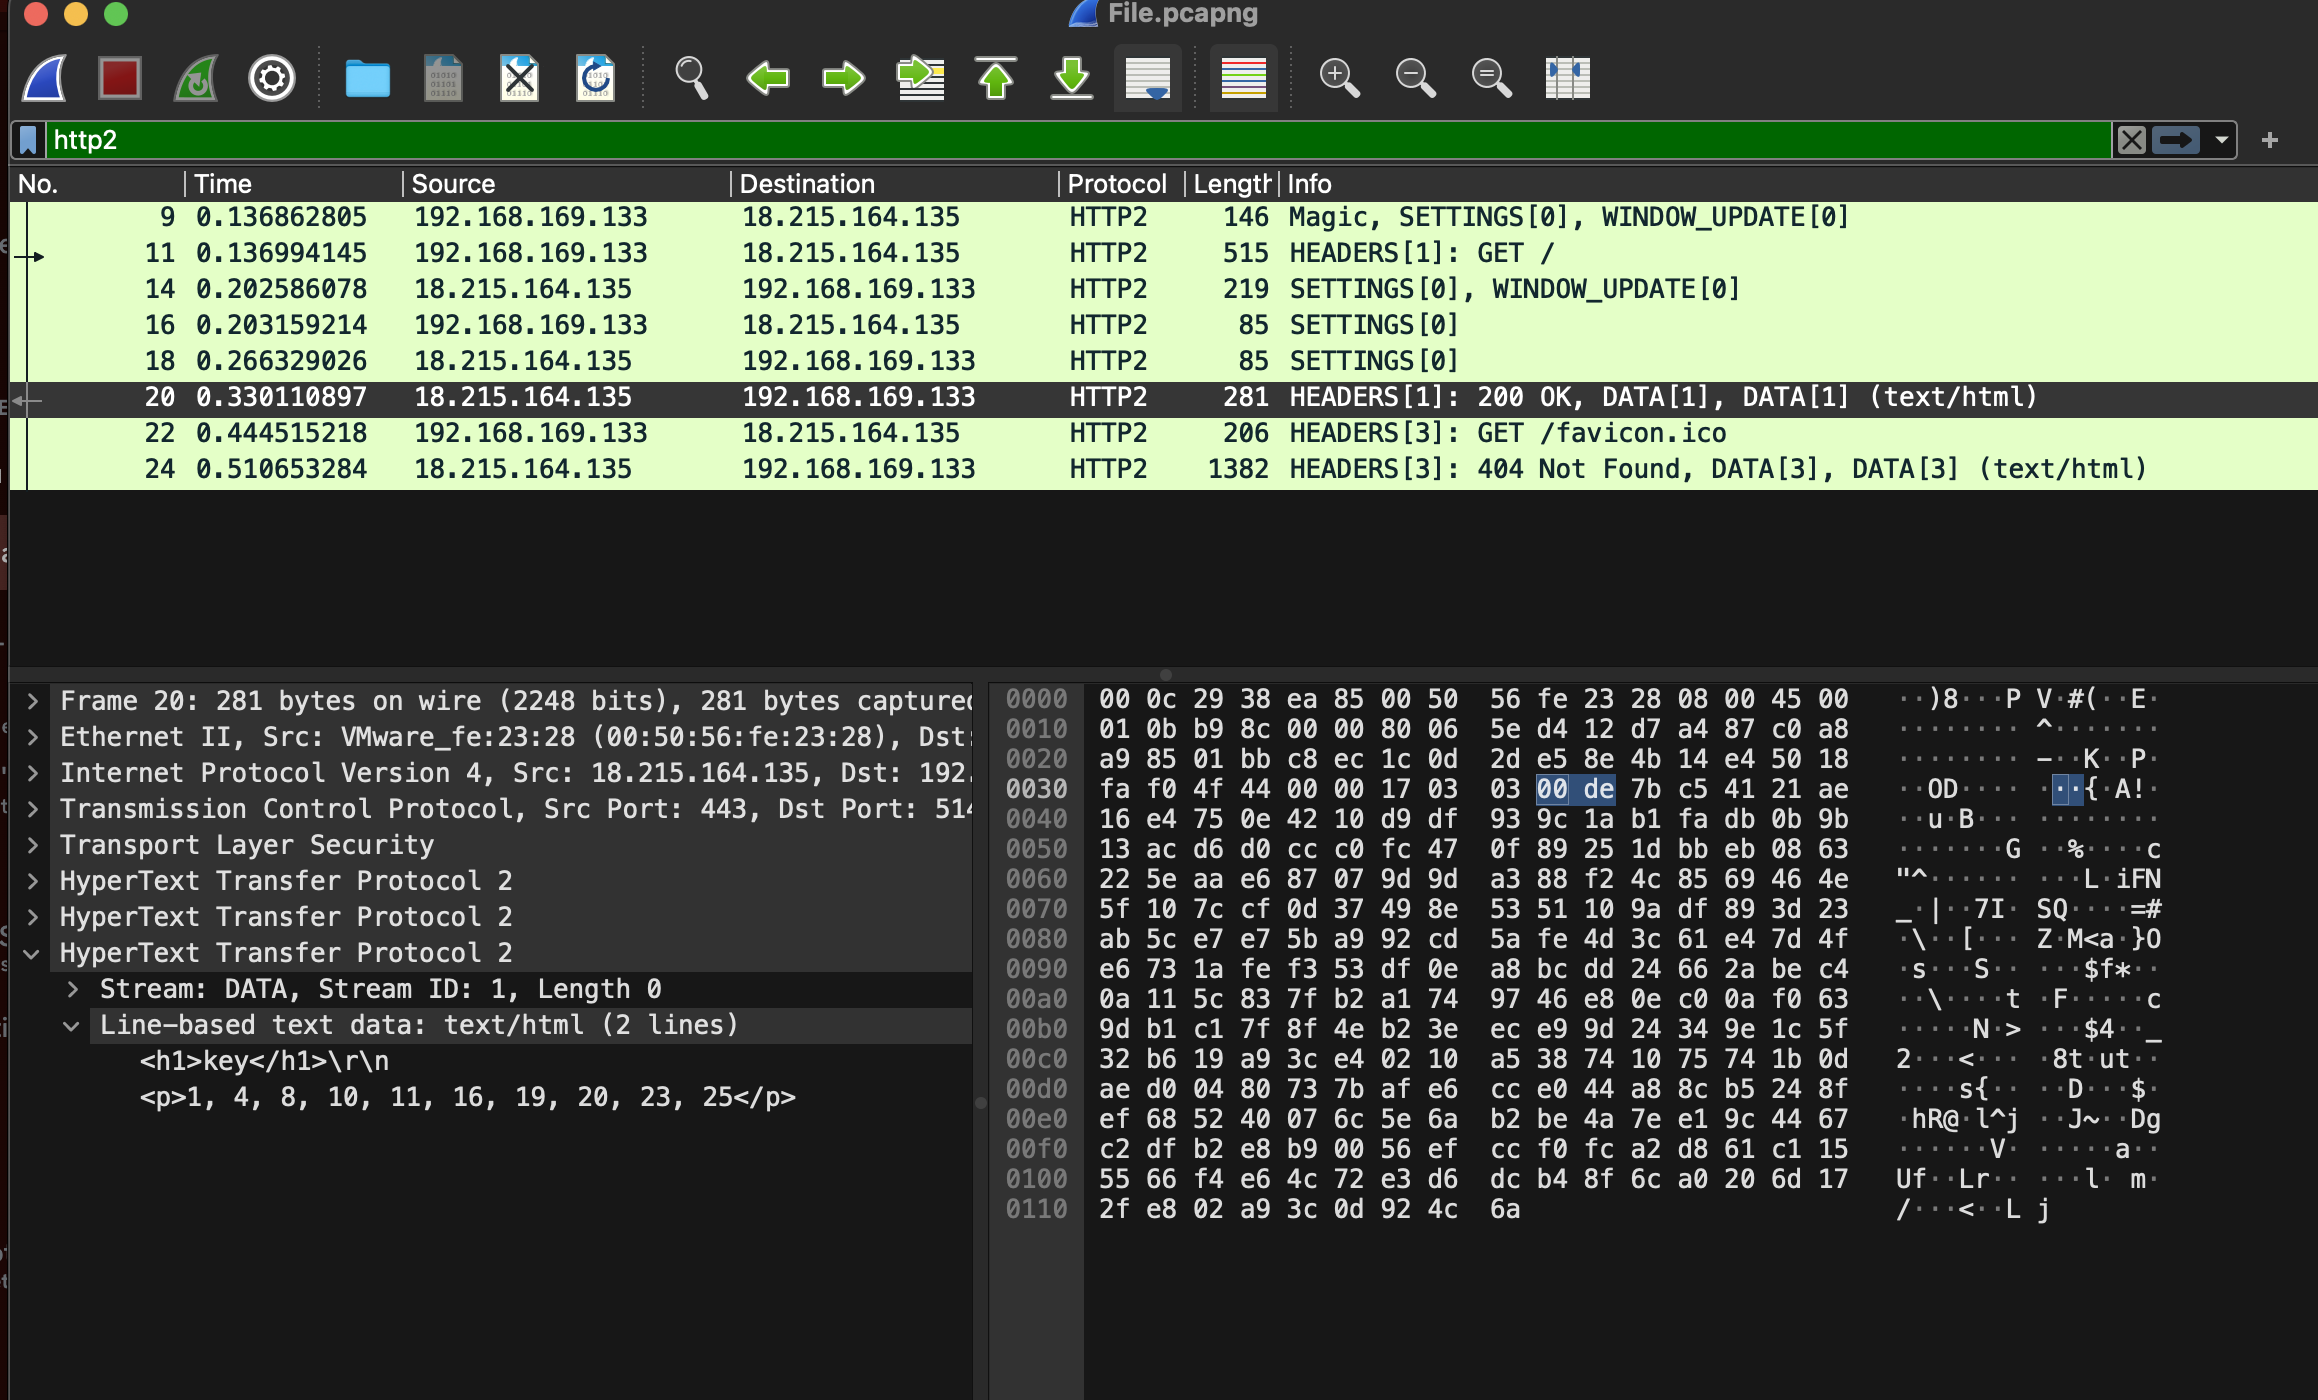 File.pcapng
http2
No. Time Source Destination Protocol Length Info
9 0.136862805 192.168.169.133 18.215.164.135 HTTP2 146 Magic, SETTINGS[0], WINDOW_UPDATE[0]
11 0.136994145 192.168.169.133 18.215.164.135 HTTP2 515 HEADERS[1]: GET /
14 0.202586078 18.215.164.135 192.168.169.133 HTTP2 219 SETTINGS[0], WINDOW_UPDATE[0]
16 0.203159214 192.168.169.133 18.215.164.135 HTTP2 85 SETTINGS[0]
18 0.266329026 18.215.164.135 192.168.169.133 HTTP2 85 SETTINGS[0]
20 0.330110897 18.215.164.135 192.168.169.133 HTTP2 281 HEADERS[1]: 200 OK, DATA[1], DATA[1] (text/html)
22 0.444515218 192.168.169.133 18.215.164.135 HTTP2 206 HEADERS[3]: GET /favicon.ico
24 0.510653284 18.215.164.135 192.168.169.133 HTTP2 1382 HEADERS[3]: 404 Not Found, DATA[3], DATA[3] (text/html)
Frame 20: 281 bytes on wire (2248 bits), 281 bytes captured
Ethernet II, Src: VMware_fe:23:28 (00:50:56:fe:23:28), Dst:
Internet Protocol Version 4, Src: 18.215.164.135, Dst: 192.
Transmission Control Protocol, Src Port: 443, Dst Port: 514
Transport Layer Security
HyperText Transfer Protocol 2
HyperText Transfer Protocol 2
HyperText Transfer Protocol 2
Stream: DATA, Stream ID: 1, Length 0
Line-based text data: text/html (2 lines)
<h1>key</h1>\r\n
<p>1, 4, 8, 10, 11, 16, 19, 20, 23, 25</p>
0000 00 0c 29 38 ea 85 00 50 56 fe 23 28 08 00 45 00 ··)8···P V·#(··E·
0010 01 0b b9 8c 00 00 80 06 5e d4 12 d7 a4 87 c0 a8 ········ ^·······
0020 a9 85 01 bb c8 ec 1c 0d 2d e5 8e 4b 14 e4 50 18 ········ -··K··P·
0030 fa f0 4f 44 00 00 17 03 03 00 de 7b c5 41 21 ae ··OD···· ···{·A!·
0040 16 e4 75 0e 42 10 d9 df 93 9c 1a b1 fa db 0b 9b ··u·B··· ········
0050 13 ac d6 d0 cc c0 fc 47 0f 89 25 1d bb eb 08 63 ·······G ··%····c
0060 22 5e aa e6 87 07 9d 9d a3 88 f2 4c 85 69 46 4e "^······ ···L·iFN
0070 5f 10 7c cf 0d 37 49 8e 53 51 10 9a df 89 3d 23 _·|··7I· SQ····=#
0080 ab 5c e7 e7 5b a9 92 cd 5a fe 4d 3c 61 e4 7d 4f ·\··[··· Z·M<a·}O
0090 e6 73 1a fe f3 53 df 0e a8 bc dd 24 66 2a be c4 ·s···S·· ···$f*··
00a0 0a 11 5c 83 7f b2 a1 74 97 46 e8 0e c0 0a f0 63 ··\····t ·F·····c
00b0 9d b1 c1 7f 8f 4e b2 3e ec e9 9d 24 34 9e 1c 5f ·····N·> ···$4··_
00c0 32 b6 19 a9 3c e4 02 10 a5 38 74 10 75 74 1b 0d 2···<··· ·8t·ut··
00d0 ae d0 04 80 73 7b af e6 cc e0 44 a8 8c b5 24 8f ····s{·· ··D···$·
00e0 ef 68 52 40 07 6c 5e 6a b2 be 4a 7e e1 9c 44 67 ·hR@·l^j ··J~··Dg
00f0 c2 df b2 e8 b9 00 56 ef cc f0 fc a2 d8 61 c1 15 ······V· ·····a··
0100 55 66 f4 e6 4c 72 e3 d6 dc b4 8f 6c a0 20 6d 17 Uf··Lr·· ···l· m·
0110 2f e8 02 a9 3c 0d 92 4c 6a /···<··L j